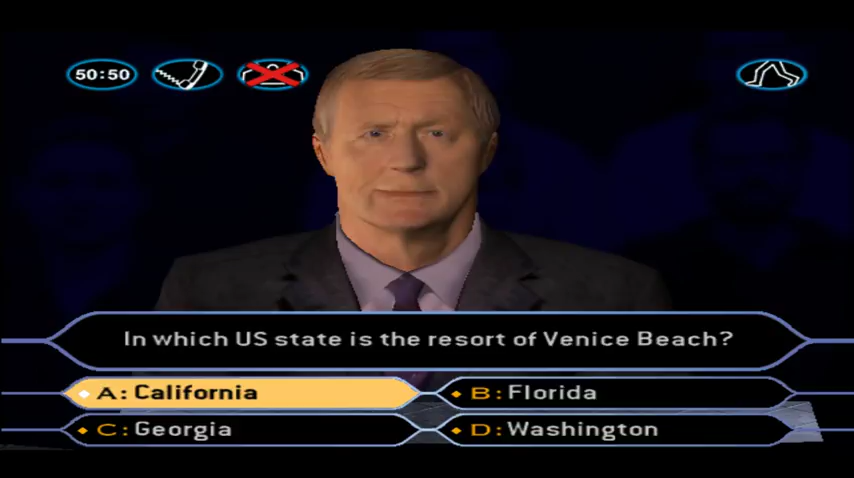 50:50
In which US state is the resort of Venice Beach?
A: California
B: Florida
C: Georgia
D: Washington